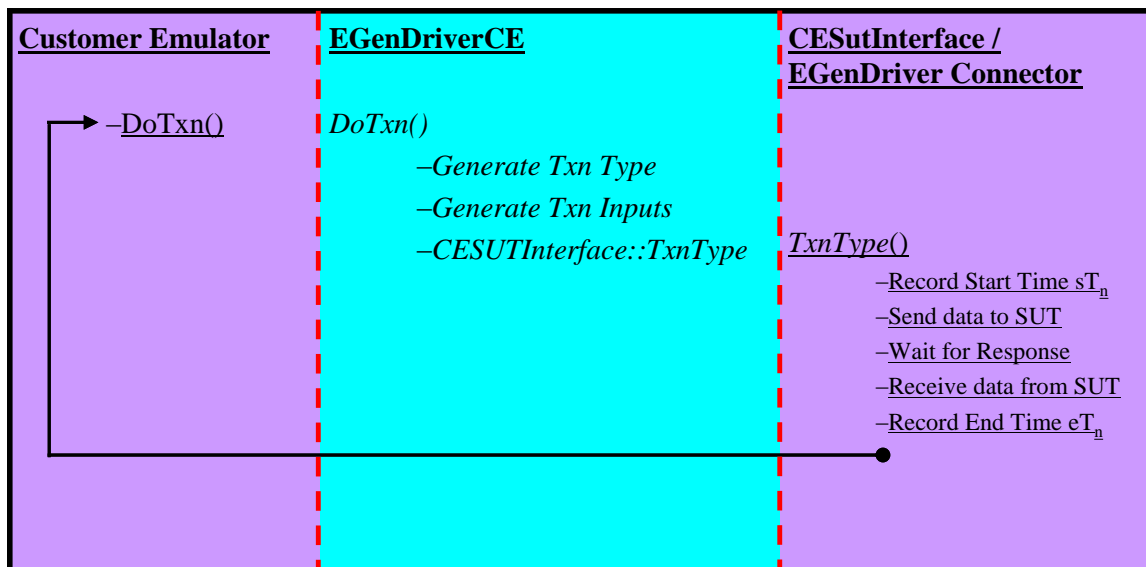 Customer Emulator
EGenDriverCE
CESutInterface /
EGenDriver Connector
–DoTxn()
DoTxn()
–Generate Txn Type
–Generate Txn Inputs
–CESUTInterface::TxnType
TxnType()
–Record Start Time sTn
–Send data to SUT
–Wait for Response
–Receive data from SUT
–Record End Time eTn